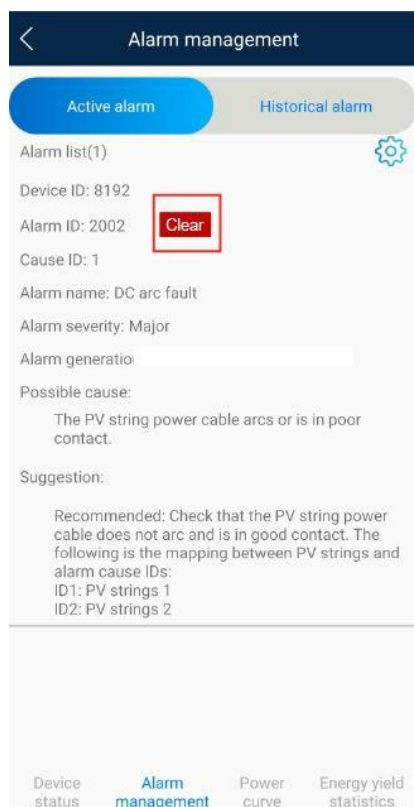 Alarm management
Active alarm
Historical alarm
Alarm list(1)
Device ID: 8192
Alarm ID: 2002
Clear
Cause ID: 1
Alarm name: DC arc fault
Alarm severity: Major
Alarm generatio
Possible cause:
The PV string power cable arcs or is in poor
contact.
Suggestion:
Recommended: Check that the PV string power
cable does not arc and is in good contact. The
following is the mapping between PV strings and
alarm cause IDs:
ID1: PV strings 1
ID2: PV strings 2
Device
status
Alarm
management
Power
curve
Energy yield
statistics